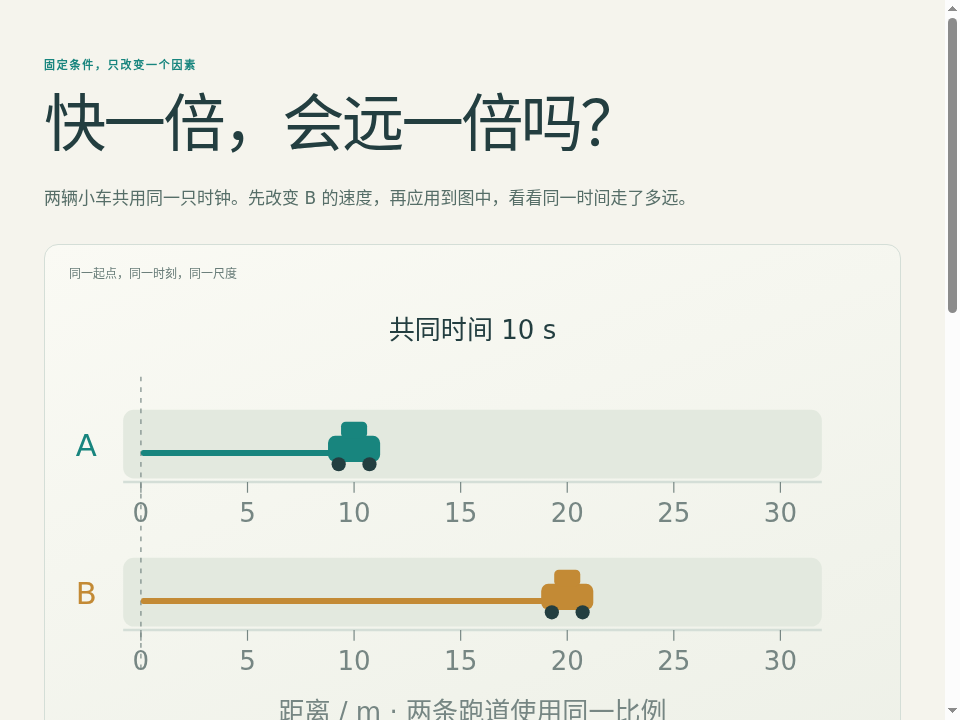 固定条件，只改变一个因素
快一倍，会远一倍吗？
两辆小车共用同一只时钟。先改变 B 的速度，再应用到图中，看看同一时间走了多远。
同一起点，同一时刻，同一尺度
共同时间 10 s
A
0 5 10 15 20 25 30
B
0 5 10 15 20 25 30
距离 / m · 两条跑道使用同一比例